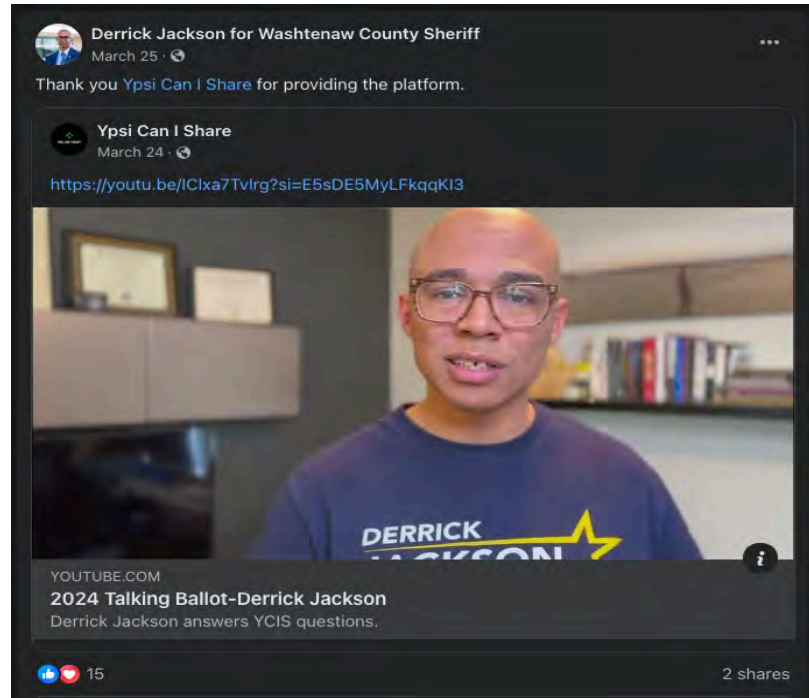 Derrick Jackson for Washtenaw County Sheriff
March 25 ·
Thank you Ypsi Can I Share for providing the platform.
Ypsi Can I Share
March 24 ·
https://youtu.be/IClxa7Tvlrg?si=E5sDE5MyLFkqqKI3
DERRICK
JACKSON
i
YOUTUBE.COM
2024 Talking Ballot-Derrick Jackson
Derrick Jackson answers YCIS questions.
15
2 shares